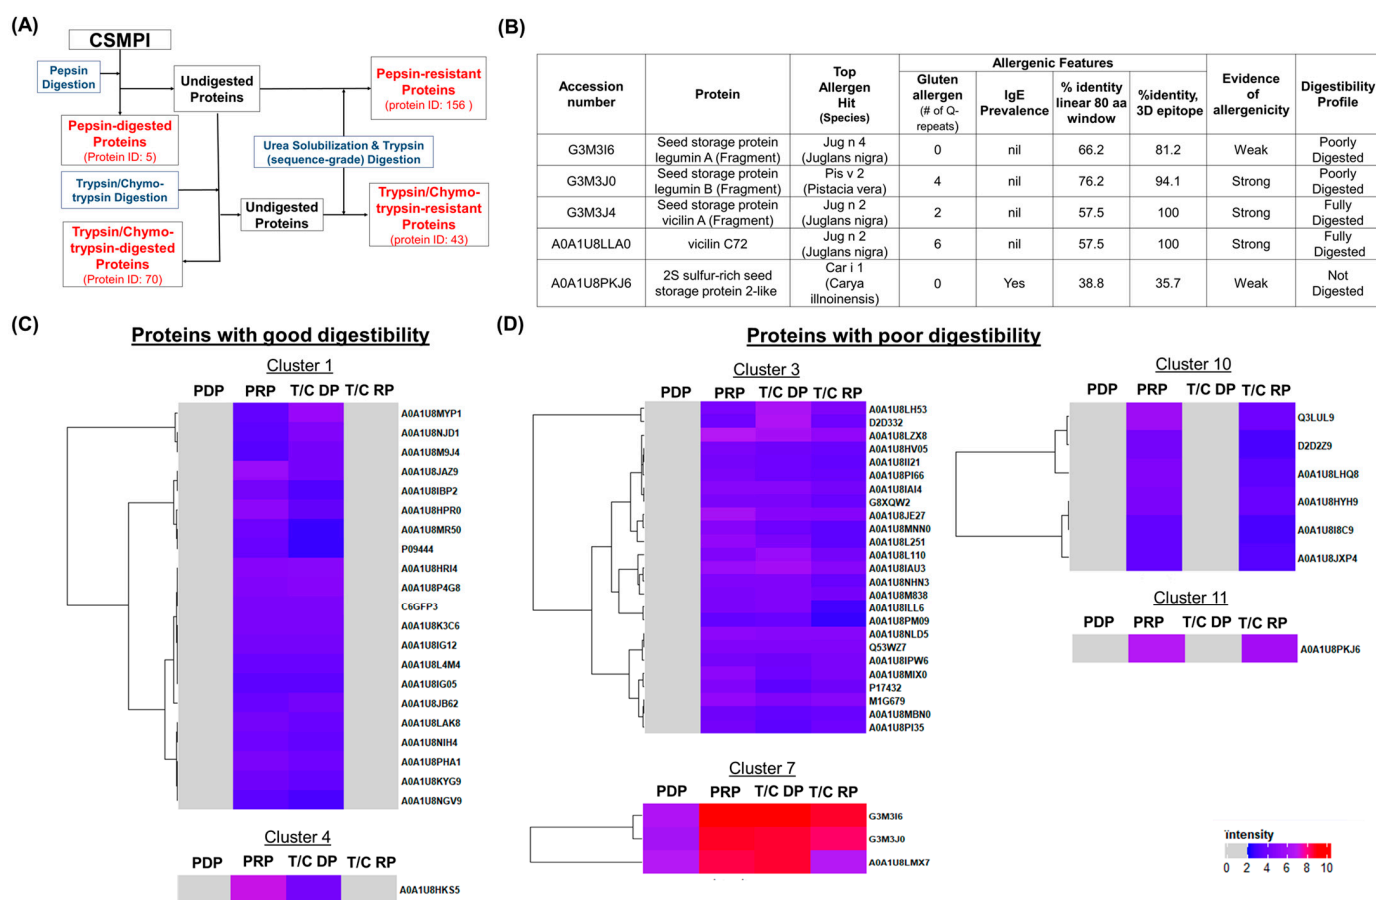 (A)
CSMPI
Pepsin
Digestion
Undigested
Proteins
Pepsin-resistant
Proteins
(protein ID: 156 )
Pepsin-digested
Proteins
(Protein ID: 5)
Urea Solubilization & Trypsin
(sequence-grade) Digestion
Trypsin/Chymo-
trypsin Digestion
Undigested
Proteins
Trypsin/Chymo-
trypsin-resistant
Proteins
(protein ID: 43)
Trypsin/Chymo-
trypsin-digested
Proteins
(Protein ID: 70)
(B)
Accession
number
Protein
Top
Allergen
Hit
(Species)
Allergenic Features
Gluten
allergen
(# of Q-
repeats)
IgE
Prevalence
% identity
linear 80 aa
window
%identity,
3D epitope
Evidence
of
allergenicity
Digestibility
Profile
G3M3I6
Seed storage protein
legumin A (Fragment)
Jug n 4
(Juglans nigra)
0
nil
66.2
81.2
Weak
Poorly
Digested
G3M3J0
Seed storage protein
legumin B (Fragment)
Pis v 2
(Pistacia vera)
4
nil
76.2
94.1
Strong
Poorly
Digested
G3M3J4
Seed storage protein
vicilin A (Fragment)
Jug n 2
(Juglans nigra)
2
nil
57.5
100
Strong
Fully
Digested
A0A1U8LLA0
vicilin C72
Jug n 2
(Juglans nigra)
6
nil
57.5
100
Strong
Fully
Digested
A0A1U8PKJ6
2S sulfur-rich seed
storage protein 2-like
Car i 1
(Carya
illnoinensis)
0
Yes
38.8
35.7
Weak
Not
Digested
(C)
Proteins with good digestibility
Cluster 1
PDP PRP T/C DP T/C RP
A0A1U8MYP1
A0A1U8NJD1
A0A1U8M9J4
A0A1U8JAZ9
A0A1U8IBP2
A0A1U8HPR0
A0A1U8MR50
P09444
A0A1U8HRI4
A0A1U8P4G8
C6GFP3
A0A1U8K3C6
A0A1U8IG12
A0A1U8L4M4
A0A1U8IG05
A0A1U8JB62
A0A1U8LAK8
A0A1U8NIH4
A0A1U8PHA1
A0A1U8KYG9
A0A1U8NGV9
Cluster 4
PDP PRP T/C DP T/C RP
A0A1U8HKS5
(D)
Proteins with poor digestibility
Cluster 3
PDP PRP T/C DP T/C RP
A0A1U8LH53
D2D332
A0A1U8LZX8
A0A1U8HV05
A0A1U8II21
A0A1U8PI66
A0A1U8IAI4
G8XQW2
A0A1U8JE27
A0A1U8MNN0
A0A1U8L251
A0A1U8L110
A0A1U8IAU3
A0A1U8NHN3
A0A1U8M838
A0A1U8ILL6
A0A1U8PM09
A0A1U8NLD5
Q53WZ7
A0A1U8IPW6
A0A1U8MIX0
P17432
M1G679
A0A1U8MBN0
A0A1U8PI35
Cluster 7
PDP PRP T/C DP T/C RP
G3M3I6
G3M3J0
A0A1U8LMX7
Cluster 10
PDP PRP T/C DP T/C RP
Q3LUL9
D2D2Z9
A0A1U8LHQ8
A0A1U8HYH9
A0A1U8I8C9
A0A1U8JXP4
Cluster 11
PDP PRP T/C DP T/C RP
A0A1U8PKJ6
intensity
0 2 4 6 8 10